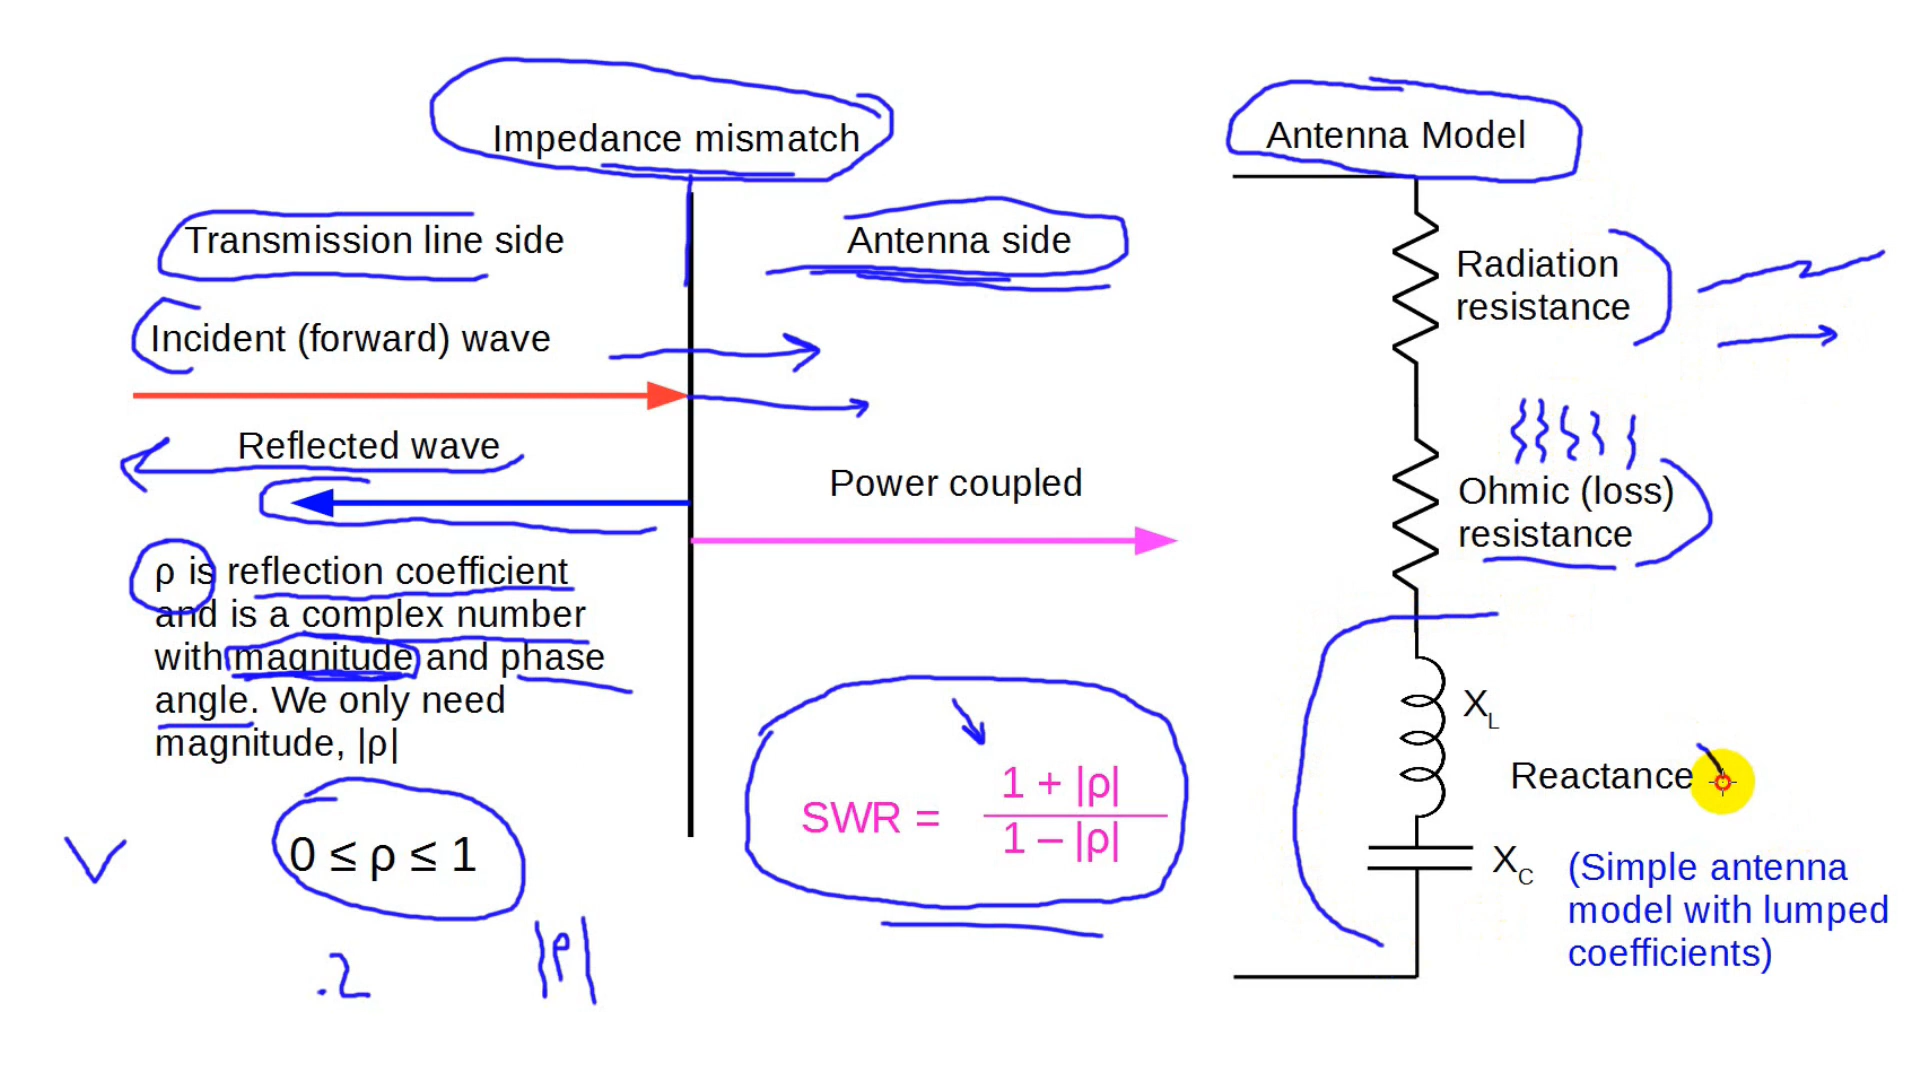 Impedance mismatch
Transmission line side
Antenna side
Incident (forward) wave
Reflected wave
Power coupled
ρ is reflection coefficient
and is a complex number
with magnitude and phase
angle. We only need
magnitude, |ρ|
0 ≤ ρ ≤ 1
.2
|ρ|
SWR = 
1 + |ρ|
1 – |ρ|
Antenna Model
Radiation
resistance
Ohmic (loss)
resistance
X_L
Reactance
X_C
(Simple antenna
model with lumped
coefficients)